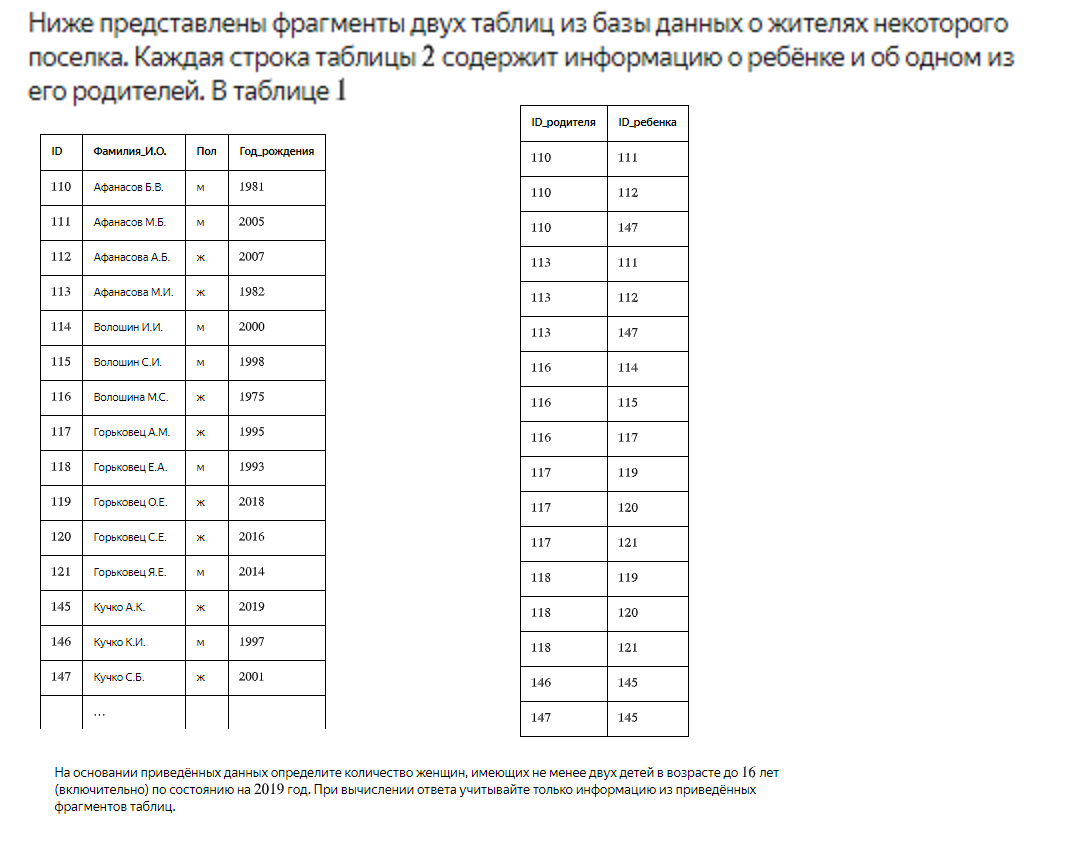 Ниже представлены фрагменты двух таблиц из базы данных о жителях некоторого
поселка. Каждая строка таблицы 2 содержит информацию о ребёнке и об одном из
его родителей. В таблице 1
ID Фамилия_И.О. Пол Год_рождения
110 Афанасов Б.В. м 1981
111 Афанасов М.Б. м 2005
112 Афанасова А.Б. ж 2007
113 Афанасова М.И. ж 1982
114 Волошин И.И. м 2000
115 Волошин С.И. м 1998
116 Волошина М.С. ж 1975
117 Горьковец А.М. ж 1995
118 Горьковец Е.А. м 1993
119 Горьковец О.Е. ж 2018
120 Горьковец С.Е. ж 2016
121 Горьковец Я.Е. м 2014
145 Кучко А.К. ж 2019
146 Кучко К.И. м 1997
147 Кучко С.Б. ж 2001
...
ID_родителя ID_ребенка
110 111
110 112
110 147
113 111
113 112
113 147
116 114
116 115
116 117
117 119
117 120
117 121
118 119
118 120
118 121
146 145
147 145
На основании приведённых данных определите количество женщин, имеющих не менее двух детей в возрасте до 16 лет
(включительно) по состоянию на 2019 год. При вычислении ответа учитывайте только информацию из приведённых
фрагментов таблиц.